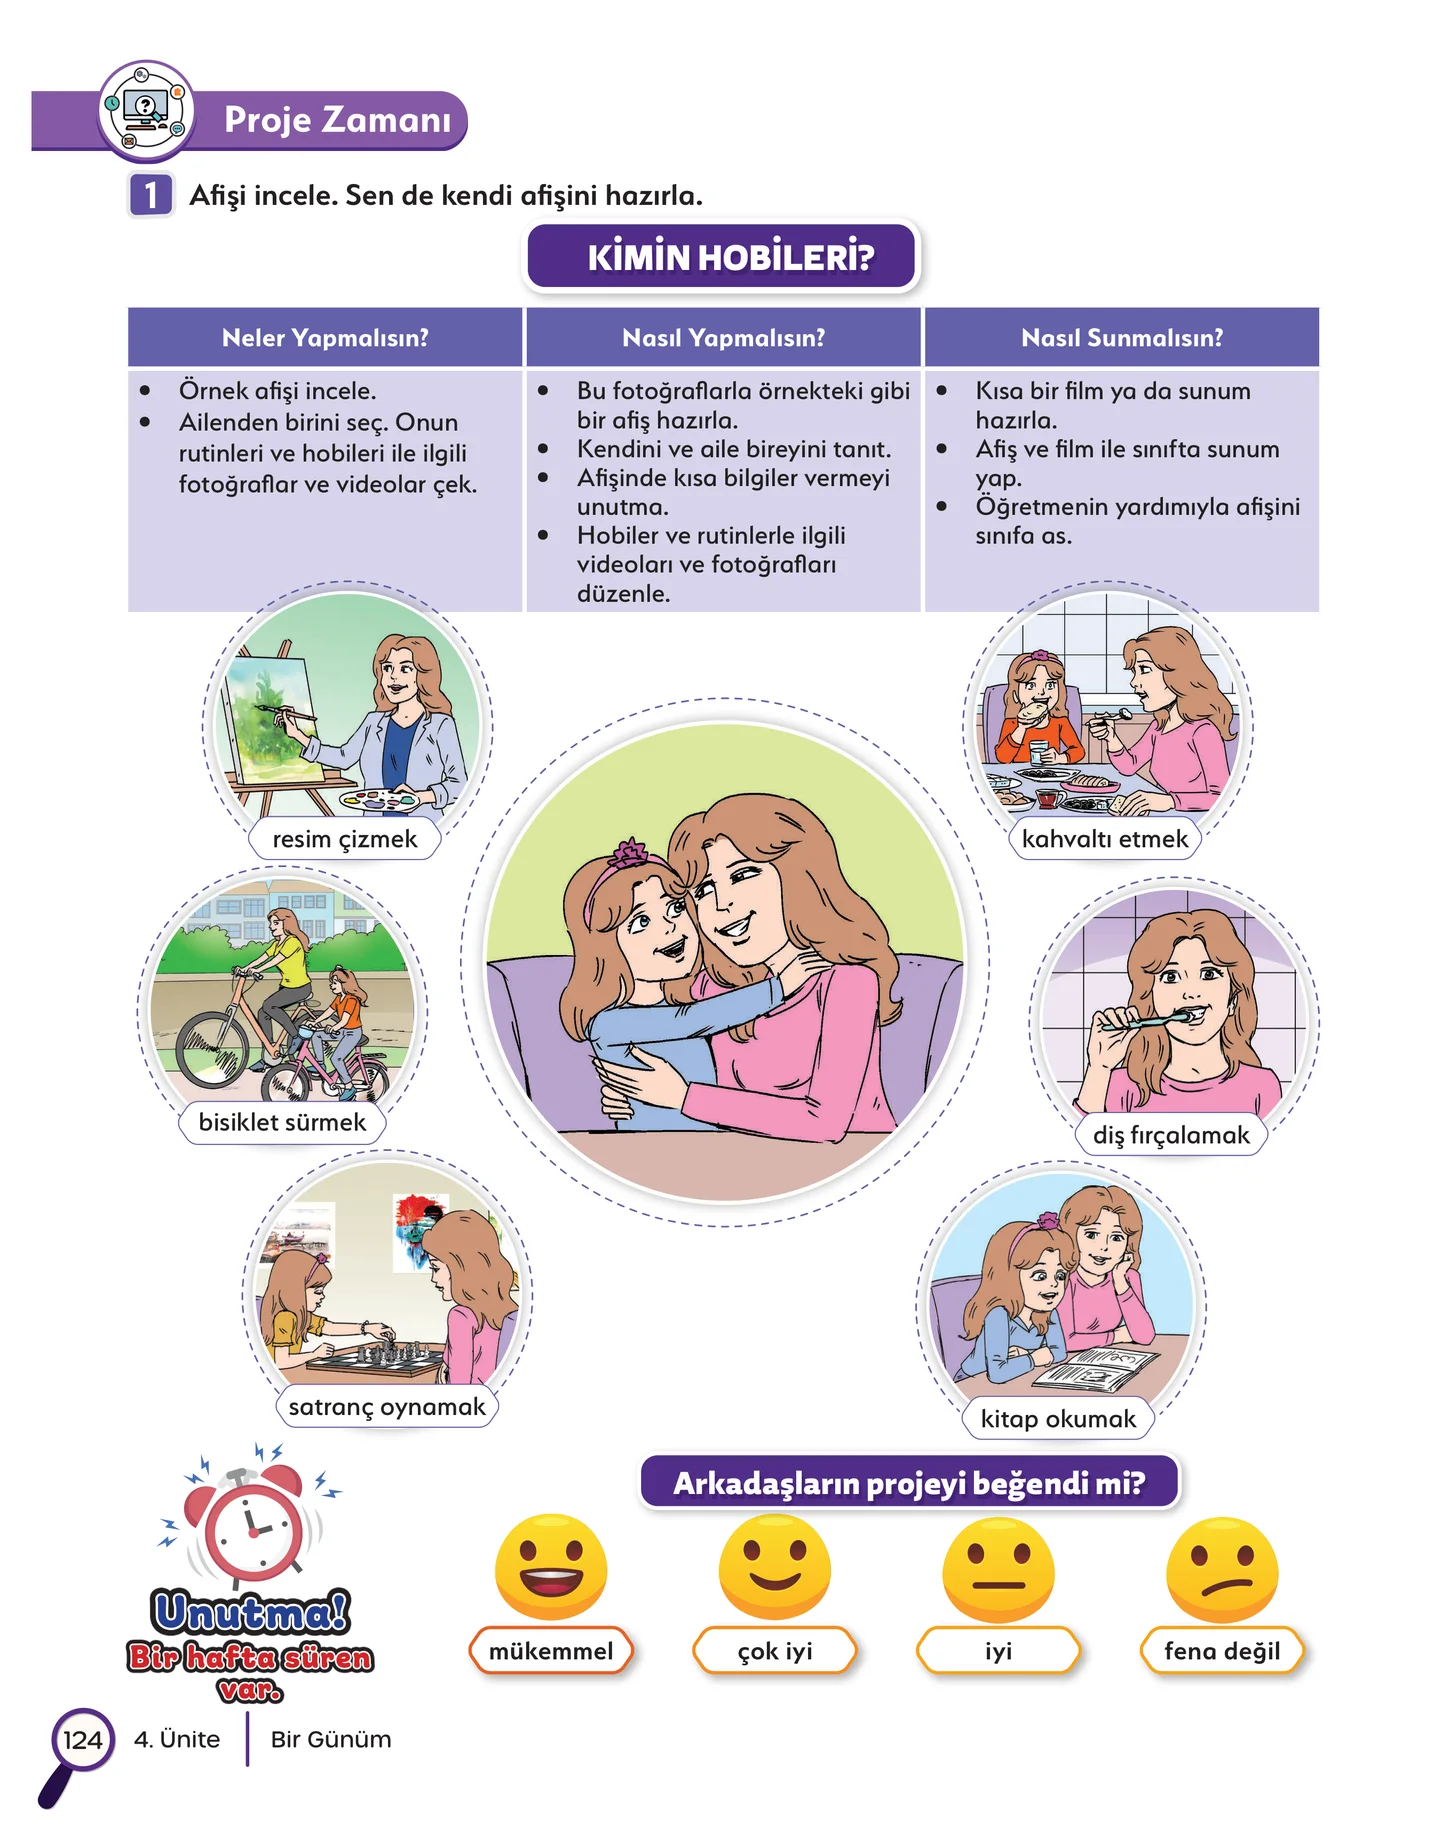 Proje Zamanı
1 Afişi incele. Sen de kendi afişini hazırla.
KİMİN HOBİLERİ?
Neler Yapmalısın?
• Örnek afişi incele.
• Ailenden birini seç. Onun
rutinleri ve hobileri ile ilgili
fotoğraflar ve videolar çek.
Nasıl Yapmalısın?
• Bu fotoğraflarla örnekteki gibi
bir afiş hazırla.
• Kendini ve aile bireyini tanıt.
• Afişinde kısa bilgiler vermeyi
unutma.
• Hobiler ve rutinlerle ilgili
videoları ve fotoğrafları
düzenle.
Nasıl Sunmalısın?
• Kısa bir film ya da sunum
hazırla.
• Afiş ve film ile sınıfta sunum
yap.
• Öğretmenin yardımıyla afişini
sınıfa as.
resim çizmek
kahvaltı etmek
bisiklet sürmek
diş fırçalamak
satranç oynamak
kitap okumak
Unutma!
Bir hafta süren
var.
Arkadaşların projeyi beğendi mi?
mükemmel
çok iyi
iyi
fena değil
124 4. Ünite Bir Günüm